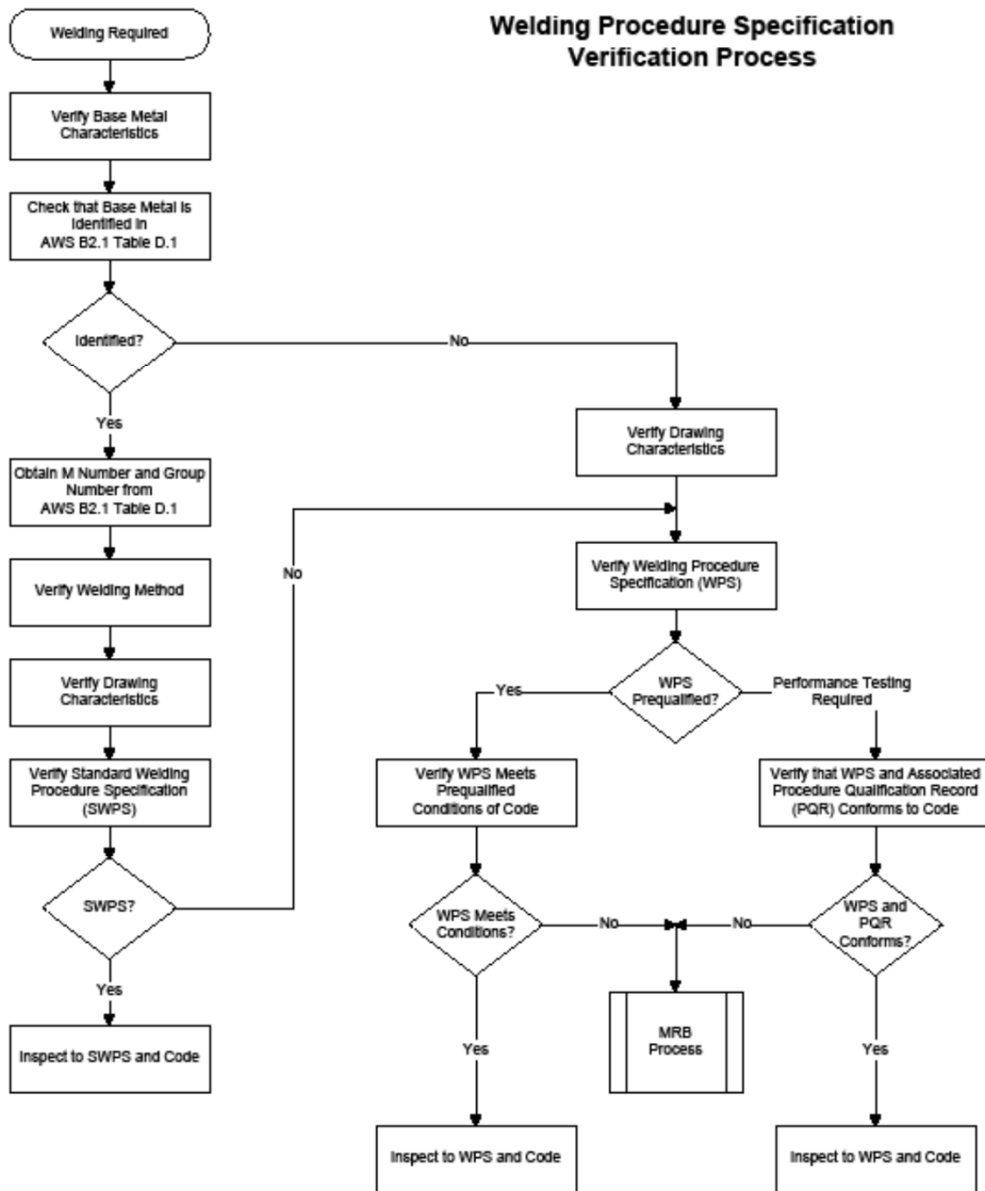 Welding Procedure Specification
Verification Process
Welding Required
Verify Base Metal
Characteristics
Check that Base Metal is
Identified in
AWS B2.1 Table D.1
Identified?
No
Yes
Obtain M Number and Group
Number from
AWS B2.1 Table D.1
Verify Welding Method
Verify Drawing
Characteristics
Verify Standard Welding
Procedure Specification
(SWPS)
SWPS?
No
Yes
Inspect to SWPS and Code
Verify Drawing
Characteristics
Verify Welding Procedure
Specification (WPS)
WPS
Prequalified?
Yes
Performance Testing
Required
Verify WPS Meets
Prequalified
Conditions of Code
Verify that WPS and Associated
Procedure Qualification Record
(PQR) Conforms to Code
WPS Meets
Conditions?
No
No
WPS and
PQR
Conforms?
MRB
Process
Yes
Yes
Inspect to WPS and Code
Inspect to WPS and Code